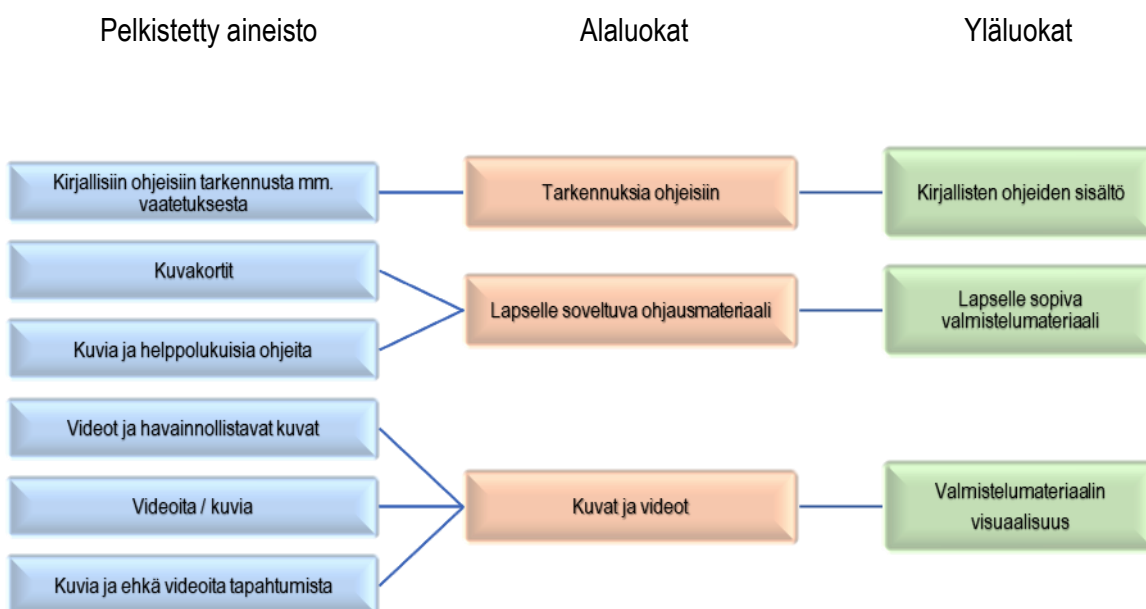 Pelkistetty aineisto
Alaluokat
Yläluokat
Kirjallisiin ohjeisiin tarkennusta mm.
vaatetuksesta
Tarkennuksia ohjeisiin
Kirjallisten ohjeiden sisältö
Kuvakortit
Kuvia ja helppolukuisia ohjeita
Lapselle soveltuva ohjausmateriaali
Lapselle sopiva
valmistelumateriaali
Videot ja havainnollistavat kuvat
Videoita / kuvia
Kuvia ja ehkä videoita tapahtumista
Kuvat ja videot
Valmistelumateriaalin
visuaalisuus